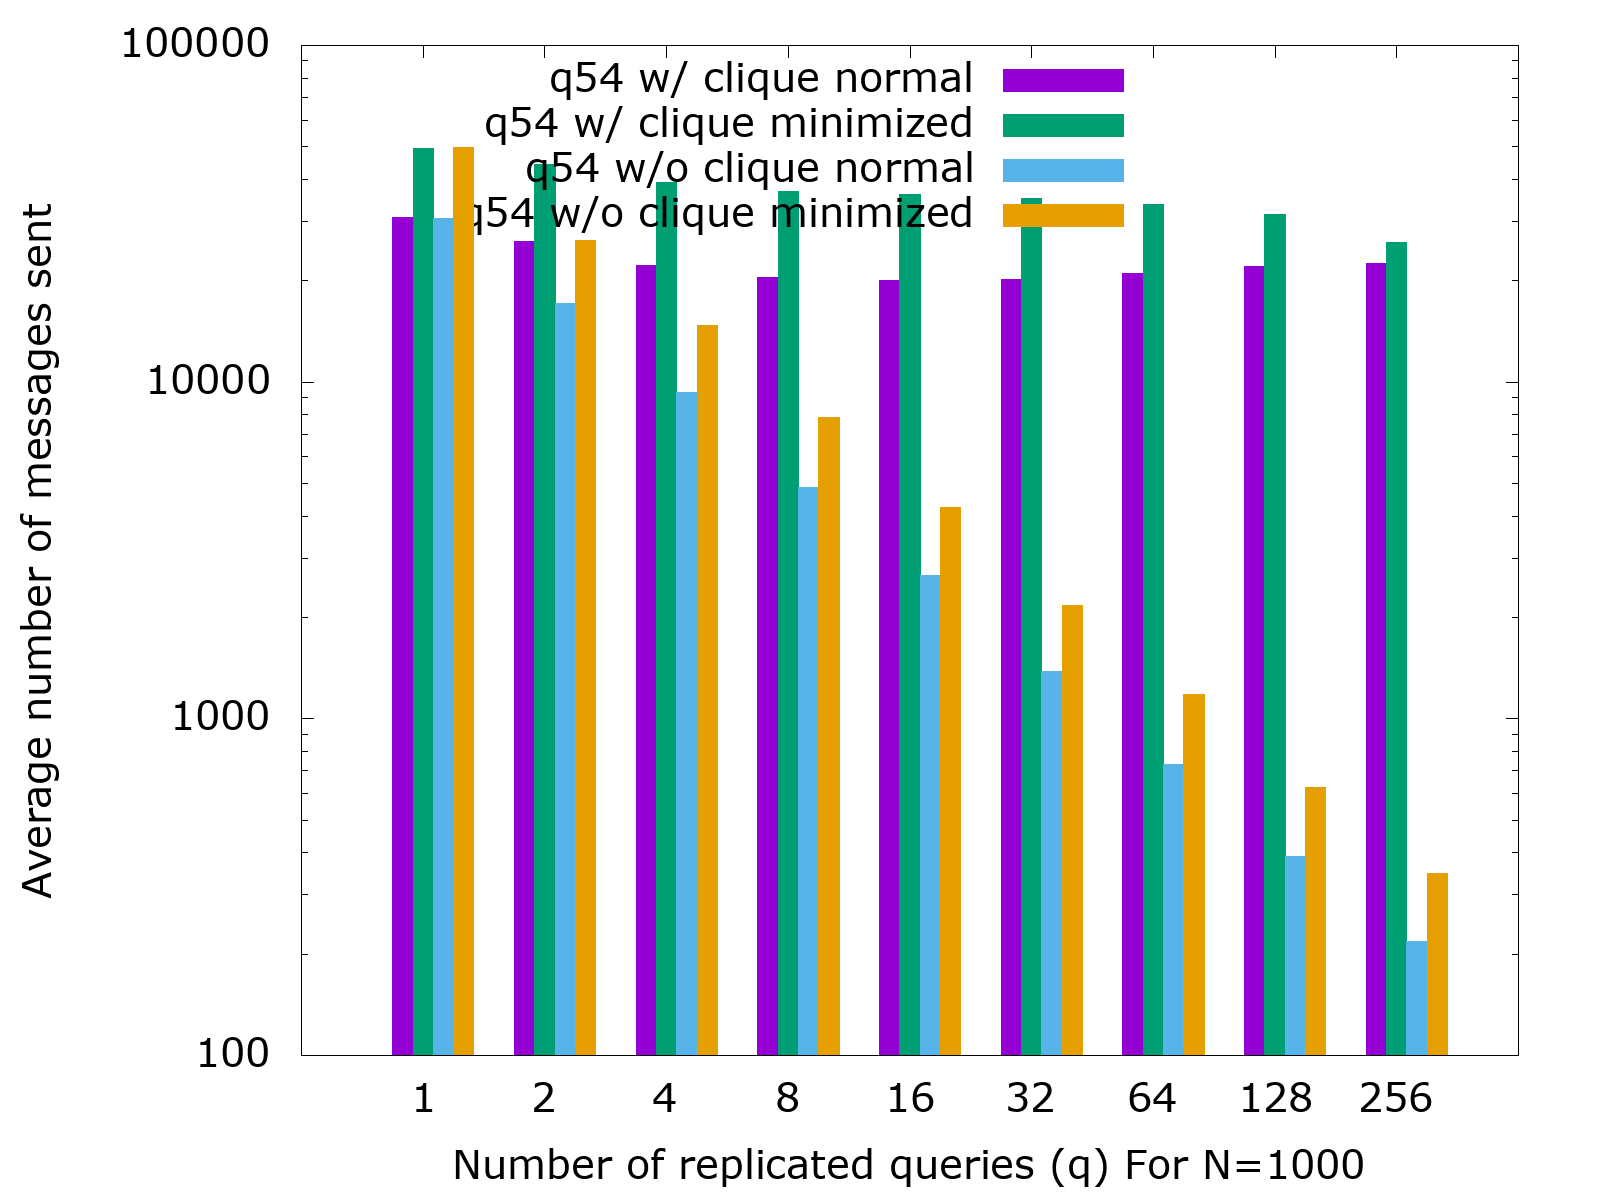 100000
10000
1000
100
Average number of messages sent
q54 w/ clique normal
q54 w/ clique minimized
q54 w/o clique normal
q54 w/o clique minimized
1 2 4 8 16 32 64 128 256
Number of replicated queries (q) For N=1000